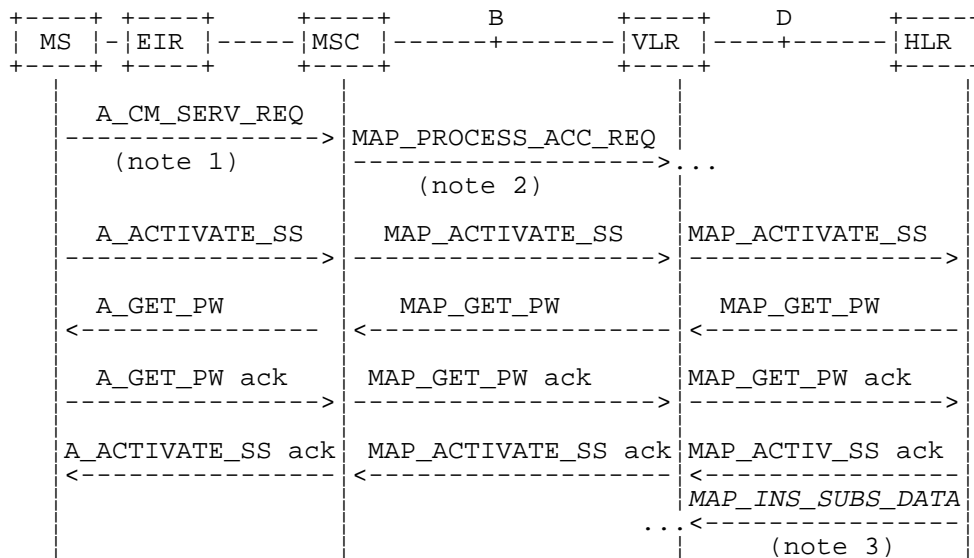 B D
MS EIR MSC VLR HLR
A_CM_SERV_REQ
MAP_PROCESS_ACC_REQ
(note 1) ...
(note 2)
A_ACTIVATE_SS MAP_ACTIVATE_SS MAP_ACTIVATE_SS
A_GET_PW MAP_GET_PW MAP_GET_PW
A_GET_PW ack MAP_GET_PW ack MAP_GET_PW ack
A_ACTIVATE_SS ack MAP_ACTIVATE_SS ack MAP_ACTIV_SS ack
MAP_INS_SUBS_DATA
...
(note 3)